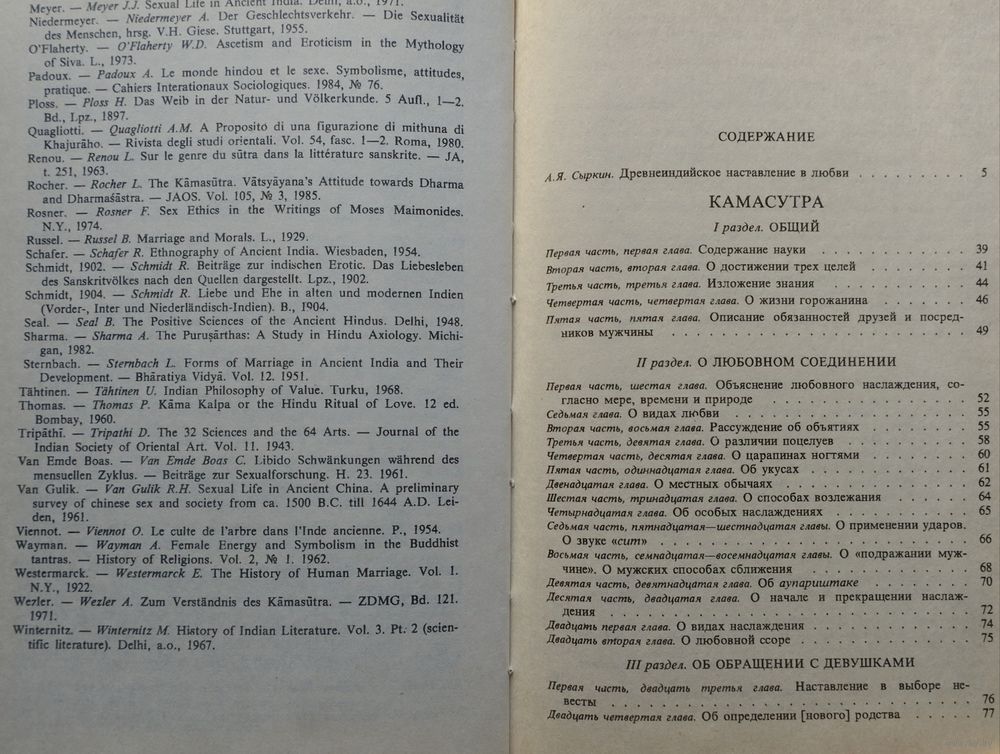 Meyer. — Meyer J.J. Sexual Life in Ancient India. Delhi, a.o., 1971.
Niedermeyer. — Niedermeyer A. Der Geschlechtsverkehr. — Die Sexualität
des Menschen, hrsg. V.H. Giese. Stuttgart, 1955.
O'Flaherty. — O'Flaherty W.D. Ascetism and Eroticism in the Mythology
of Siva. L., 1973.
Padoux. — Padoux A. Le monde hindou et le sexe. Symbolisme, attitudes,
pratique. — Cahiers Interationaux Sociologiques. 1984, № 76.
Ploss. — Ploss H. Das Weib in der Natur- und Völkerkunde. 5 Aufl., 1—2.
Bd., Lpz., 1897.
Quagliotti. — Quagliotti A.M. A Proposito di una figurazione di mithuna di
Khajurāho. — Rivista degli studi orientali. Vol. 54, fasc. 1—2. Roma, 1980.
Renou. — Renou L. Sur le genre du sūtra dans la littérature sanskrite. — JA,
t. 251, 1963.
Rocher. — Rocher L. The Kāmasūtra. Vātsyāyana's Attitude towards Dharma
and Dharmaśāstra. — JAOS. Vol. 105, № 3, 1985.
Rosner. — Rosner F. Sex Ethics in the Writings of Moses Maimonides.
N.Y., 1974.
Russel. — Russel B. Marriage and Morals. L., 1929.
Schafer. — Schafer R. Ethnography of Ancient India. Wiesbaden, 1954.
Schmidt, 1902. — Schmidt R. Beiträge zur indischen Erotic. Das Liebesleben
des Sanskritvölkes nach den Quellen dargestellt. Lpz., 1902.
Schmidt, 1904. — Schmidt R. Liebe und Ehe in alten und modernen Indien
(Vorder-, Inter und Niederländisch-Indien). B., 1904.
Seal. — Seal B. The Positive Sciences of the Ancient Hindus. Delhi, 1948.
Sharma. — Sharma A. The Puruṣārthas: A Study in Hindu Axiology. Michi-
gan, 1982.
Sternbach. — Sternbach L. Forms of Marriage in Ancient India and Their
Development. — Bhāratiya Vidyā. Vol. 12. 1951.
Tähtinen. — Tähtinen U. Indian Philosophy of Value. Turku, 1968.
Thomas. — Thomas P. Kāma Kalpa or the Hindu Ritual of Love. 12 ed.
Bombay, 1960.
Tripāthī. — Tripathi D. The 32 Sciences and the 64 Arts. — Journal of the
Indian Society of Oriental Art. Vol. 11. 1943.
Van Emde Boas. — Van Emde Boas C. Libido Schwänkungen während des
mensuellen Zyklus. — Beiträge zur Sexualforschung. H. 23. 1961.
Van Gulik. — Van Gulik R.H. Sexual Life in Ancient China. A preliminary
survey of chinese sex and society from ca. 1500 B.C. till 1644 A.D. Lei-
den, 1961.
Viennot. — Viennot O. Le culte de l'arbre dans l'Inde ancienne. P., 1954.
Wayman. — Wayman A. Female Energy and Symbolism in the Buddhist
tantras. — History of Religions. Vol. 2, № 1. 1962.
Westermarck. — Westermarck E. The History of Human Marriage. Vol. 1.
N.Y., 1922.
Wezler. — Wezler A. Zum Verständnis des Kāmasūtra. — ZDMG, Bd. 121.
1971.
Winternitz. — Winternitz M. History of Indian Literature. Vol. 3. Pt. 2 (scien-
tific literature). Delhi, a.o., 1967.
СОДЕРЖАНИЕ
А.Я. Сыркин. Древнеиндийское наставление в любви . . . . . . . . . 5
КАМАСУТРА
I раздел. ОБЩИЙ
Первая часть, первая глава. Содержание науки . . . . . . . . . . . 39
Вторая часть, вторая глава. О достижении трех целей . . . . . . . 41
Третья часть, третья глава. Изложение знания . . . . . . . . . . 44
Четвертая часть, четвертая глава. О жизни горожанина . . . . . . 46
Пятая часть, пятая глава. Описание обязанностей друзей и посред-
ников мужчины . . . . . . . . . . . . . . . . . 49
II раздел. О ЛЮБОВНОМ СОЕДИНЕНИИ
Первая часть, шестая глава. Объяснение любовного наслаждения, со-
гласно мере, времени и природе . . . . . . . . . . . . 52
Седьмая глава. О видах любви . . . . . . . . . . . . . . . 55
Вторая часть, восьмая глава. Рассуждение об объятиях . . . . . . 55
Третья часть, девятая глава. О различии поцелуев . . . . . . . . 58
Четвертая часть, десятая глава. О царапинах ногтями . . . . . . 60
Пятая часть, одиннадцатая глава. Об укусах . . . . . . . . . . 61
Двенадцатая глава. О местных обычаях . . . . . . . . . . . . 62
Шестая часть, тринадцатая глава. О способах возлежания . . . . . 64
Четырнадцатая глава. Об особых наслаждениях . . . . . . . . . 65
Седьмая часть, пятнадцатая—шестнадцатая главы. О применении ударов.
О звуке «сит» . . . . . . . . . . . . . . . . . . 66
Восьмая часть, семнадцатая—восемнадцатая главы. О «подражании муж-
чине». О мужских способах сближения . . . . . . . . . . 68
Девятая часть, девятнадцатая глава. Об аупариштаке . . . . . . . 70
Десятая часть, двадцатая глава. О начале и прекращении наслаж-
дения . . . . . . . . . . . . . . . . . . . . . 72
Двадцать первая глава. О видах наслаждения . . . . . . . . . . 74
Двадцать вторая глава. О любовной ссоре . . . . . . . . . . . 75
III раздел. ОБ ОБРАЩЕНИИ С ДЕВУШКАМИ
Первая часть, двадцать третья глава. Наставление в выборе не-
весты . . . . . . . . . . . . . . . . . . . . . 76
Двадцать четвертая глава. Об определении [нового] родства . . . . . 77